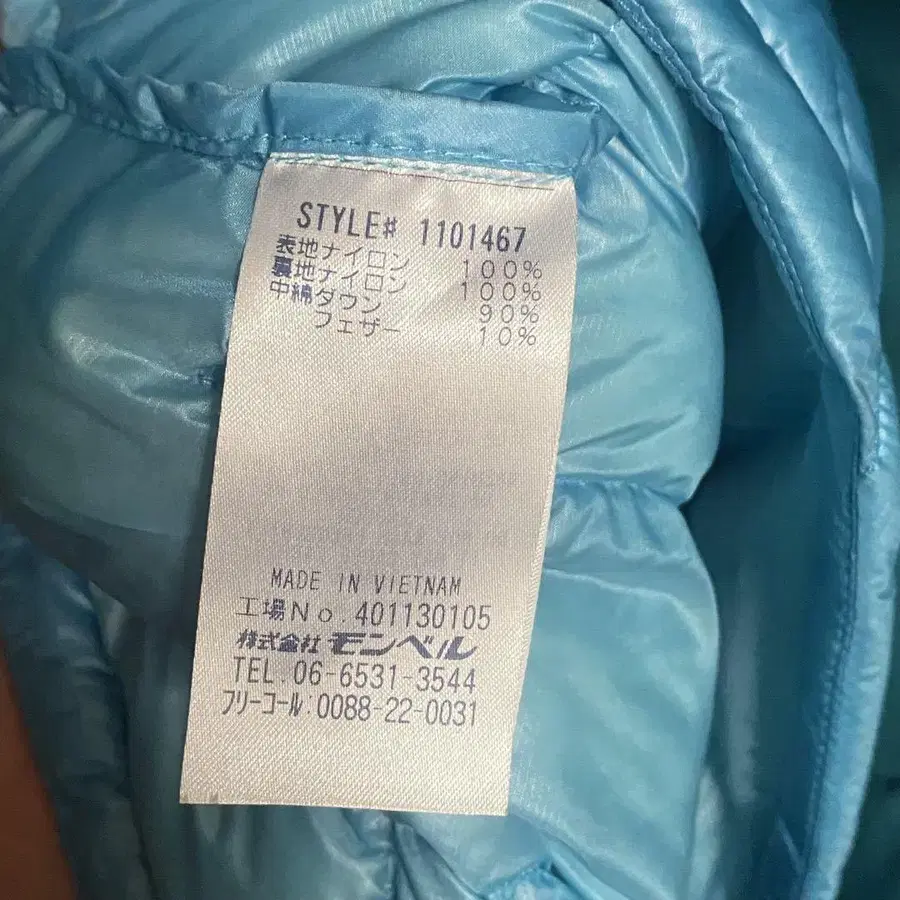 STYLE# 1101467
表地ナイロン 100%
裏地ナイロン 100%
中綿ダウン 90%
フェザー 10%
MADE IN VIETNAM
工場No.401130105
株式会社 モンベル
TEL.06-6531-3544
フリーコール:0088-22-0031